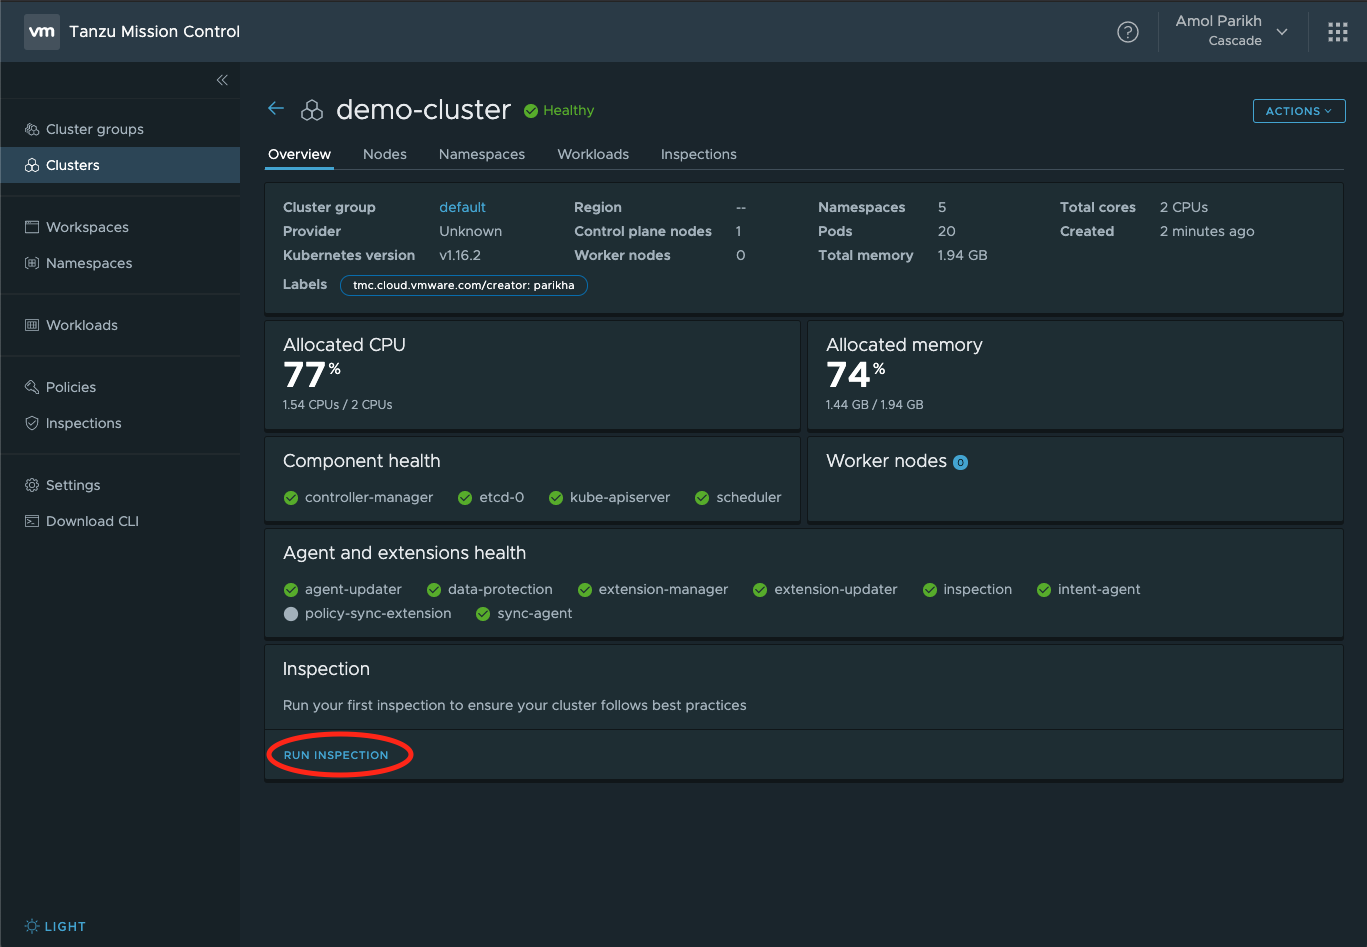 vm Tanzu Mission Control
? Amol Parikh
Cascade
Cluster groups
Clusters
Workspaces
Namespaces
Workloads
Policies
Inspections
Settings
Download CLI
LIGHT
demo-cluster Healthy
ACTIONS
Overview Nodes Namespaces Workloads Inspections
Cluster group default Region -- Namespaces 5 Total cores 2 CPUs
Provider Unknown Control plane nodes 1 Pods 20 Created 2 minutes ago
Kubernetes version v1.16.2 Worker nodes 0 Total memory 1.94 GB
Labels tmc.cloud.vmware.com/creator: parikha
Allocated CPU
77%
1.54 CPUs / 2 CPUs
Allocated memory
74%
1.44 GB / 1.94 GB
Component health
controller-manager etcd-0 kube-apiserver scheduler
Worker nodes 0
Agent and extensions health
agent-updater data-protection extension-manager extension-updater inspection intent-agent
policy-sync-extension sync-agent
Inspection
Run your first inspection to ensure your cluster follows best practices
RUN INSPECTION